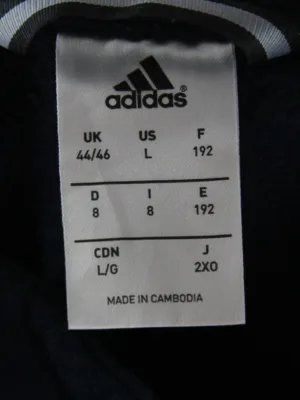 adidas
UK US F
44/46 L 192
D I E
8 8 192
CDN J
L/G 2XO
MADE IN CAMBODIA